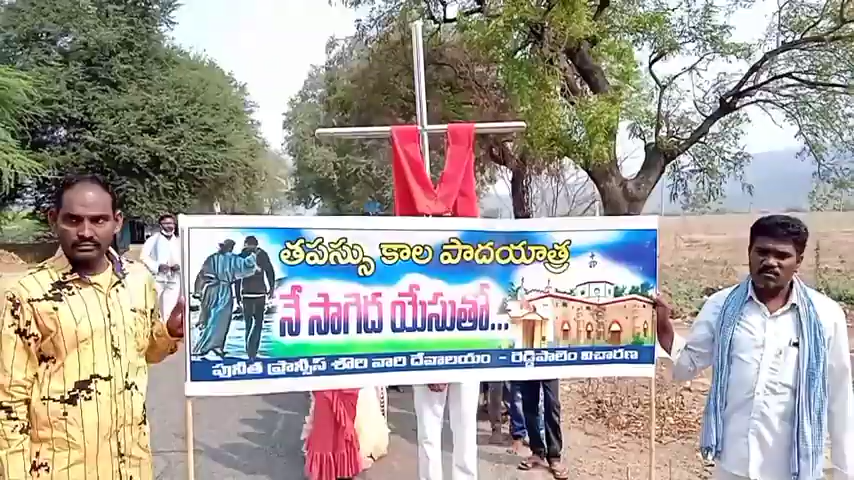 తపస్సు కాల పాదయాత్ర
నే సాగెద యేసుతో...
పునీత ఫ్రాన్సిస్ శౌరి వారి దేవాలయం - రెడ్డిపాలెం విచారణ